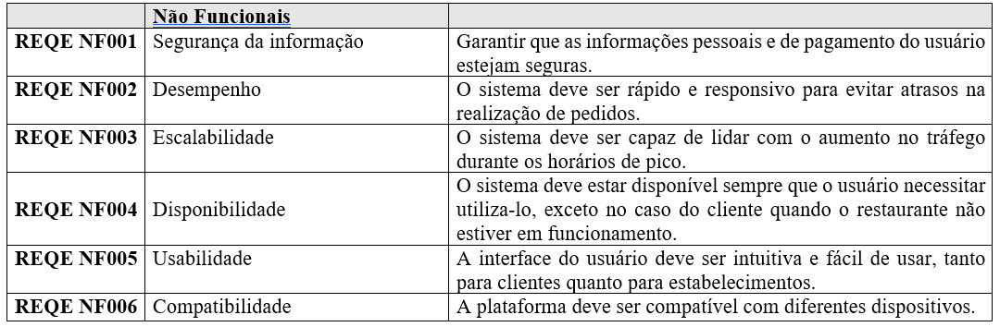 Não Funcionais
REQE NF001 Segurança da informação Garantir que as informações pessoais e de pagamento do usuário
estejam seguras.
REQE NF002 Desempenho O sistema deve ser rápido e responsivo para evitar atrasos na
realização de pedidos.
REQE NF003 Escalabilidade O sistema deve ser capaz de lidar com o aumento no tráfego
durante os horários de pico.
O sistema deve estar disponível sempre que o usuário necessitar
REQE NF004 Disponibilidade utiliza-lo, exceto no caso do cliente quando o restaurante não
estiver em funcionamento.
REQE NF005 Usabilidade A interface do usuário deve ser intuitiva e fácil de usar, tanto
para clientes quanto para estabelecimentos.
REQE NF006 Compatibilidade A plataforma deve ser compatível com diferentes dispositivos.